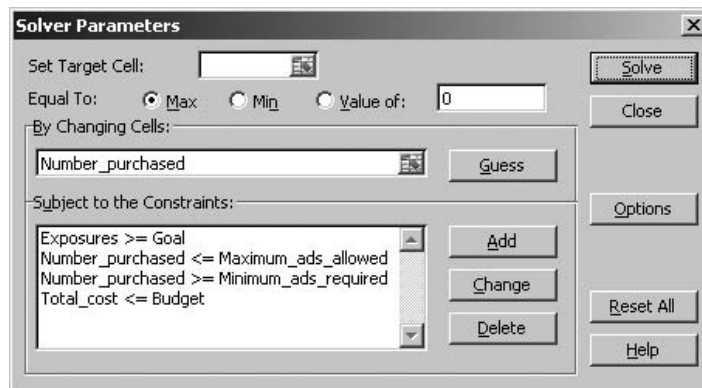 Solver Parameters
Set Target Cell:
Solve
Equal To: Max Min Value of: 0
Close
By Changing Cells:
Number_purchased
Guess
Subject to the Constraints:
Options
Exposures >= Goal
Add
Number_purchased <= Maximum_ads_allowed
Number_purchased >= Minimum_ads_required
Change
Total_cost <= Budget
Reset All
Delete
Help